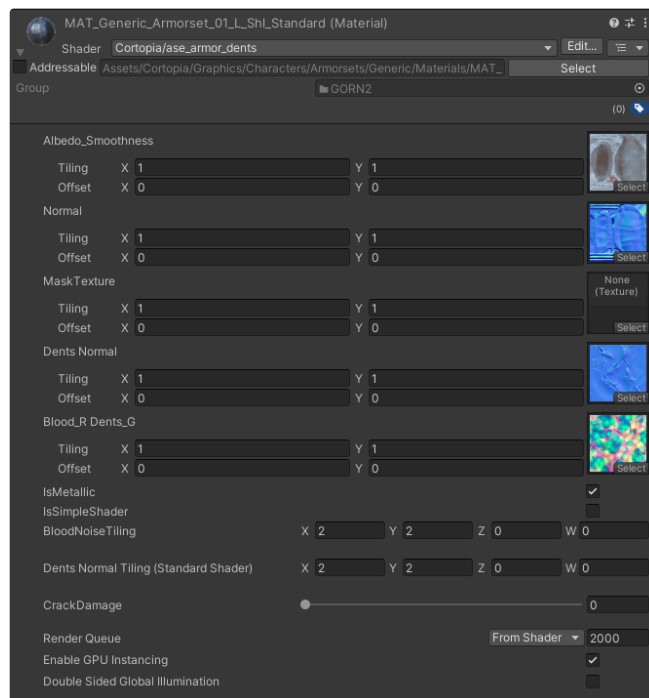 MAT_Generic_Armorset_01_L_Shl_Standard (Material)
Shader Cortopia/ase_armor_dents Edit...
Addressable Assets/Cortopia/Graphics/Characters/Armorsets/Generic/Materials/MAT_ Select
Group GORN2
(0)
Albedo_Smoothness
Tiling X 1 Y 1
Offset X 0 Y 0 Select
Normal
Tiling X 1 Y 1
Offset X 0 Y 0 Select
MaskTexture None
(Texture)
Tiling X 1 Y 1
Offset X 0 Y 0 Select
Dents Normal
Tiling X 1 Y 1
Offset X 0 Y 0 Select
Blood_R Dents_G
Tiling X 1 Y 1
Offset X 0 Y 0 Select
IsMetallic
IsSimpleShader
BloodNoiseTiling X 2 Y 2 Z 0 W 0
Dents Normal Tiling (Standard Shader) X 2 Y 2 Z 0 W 0
CrackDamage 0
Render Queue From Shader 2000
Enable GPU Instancing
Double Sided Global Illumination